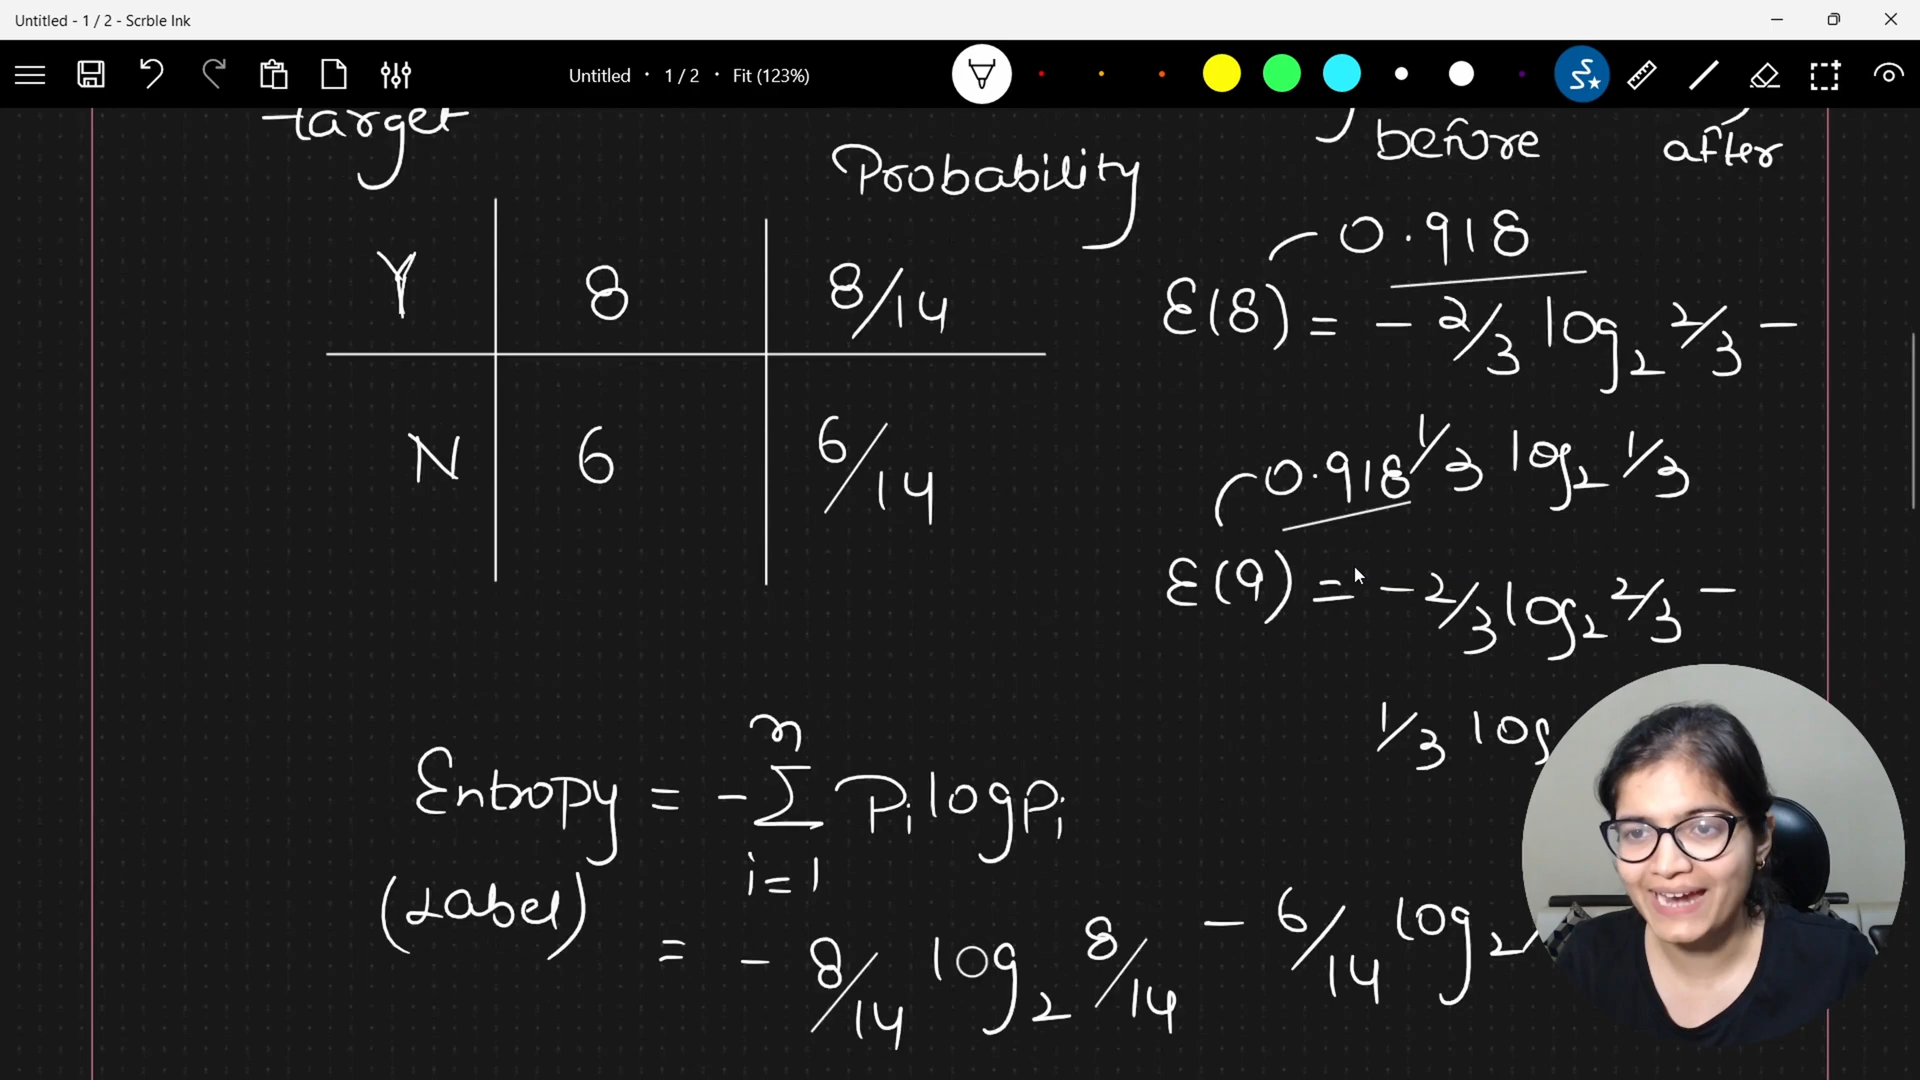 Untitled - 1 / 2 - Scrble Ink
Untitled • 1 / 2 • Fit (123%)
target
Probability
before after
Y 8 8/14
N 6 6/14
0.918
Ɛ(8) = - 2/3 log₂ 2/3 -
1/3 log₂ 1/3
0.918
Ɛ(9) = - 2/3 log₂ 2/3 -
1/3 log
Entropy = - n Σ i=1 Pi log Pi
(Label)
= - 8/14 log₂ 8/14 - 6/14 log₂